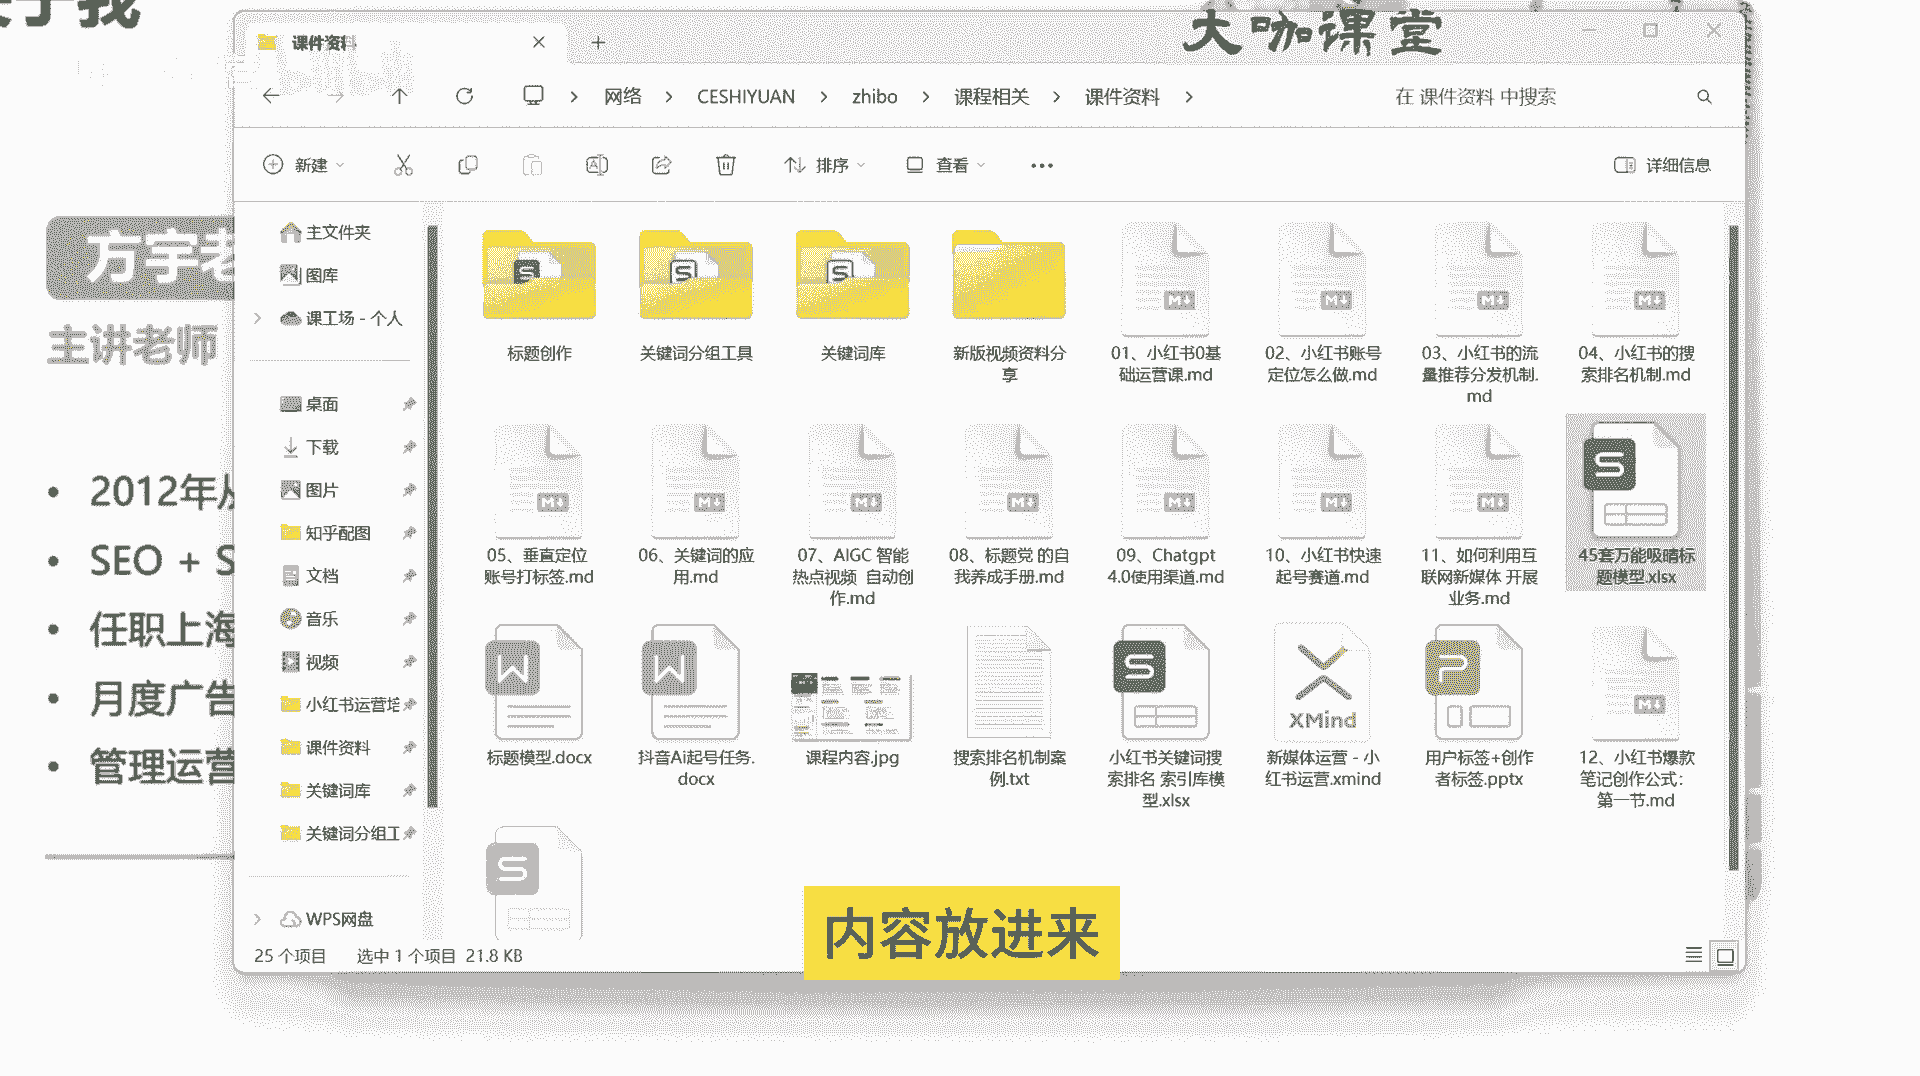 大咖课堂
课件资料
网络 > CESHIYUAN > zhibo > 课程相关 > 课件资料 >
在 课件资料 中搜索
新建
排序
查看
详细信息
方宇老
主讲老师
2012年
SEO + S
任职上海
月度广告
管理运营
主文件夹
图库
课工场 - 个人
桌面
下载
图片
知乎配图
文档
音乐
视频
小红书运营培
课件资料
关键词库
关键词分组工
WPS网盘
标题创作
关键词分组工具
关键词库
新版视频资料分
享
01、小红书0基
础运营课.md
02、小红书账号
定位怎么做.md
03、小红书的流
量推荐分发机制.
md
04、小红书的搜
索排名机制.md
05、垂直定位
账号打标签.md
06、关键词的应
用.md
07、AIGC 智能
热点视频 自动创
作.md
08、标题党 的自
我养成手册.md
09、Chatgpt
4.0使用渠道.md
10、小红书快速
起号赛道.md
11、如何利用互
联网新媒体 开展
业务.md
45套万能吸睛标
题模型.xlsx
标题模型.docx
抖音Ai起号任务.
docx
课程内容.jpg
搜索排名机制案
例.txt
小红书关键词搜
索排名 索引库模
型.xlsx
XMind
新媒体运营 - 小
红书运营.xmind
用户标签+创作
者标签.pptx
12、小红书爆款
笔记创作公式：
第一节.md
内容放进来
25 个项目
选中 1 个项目 21.8 KB